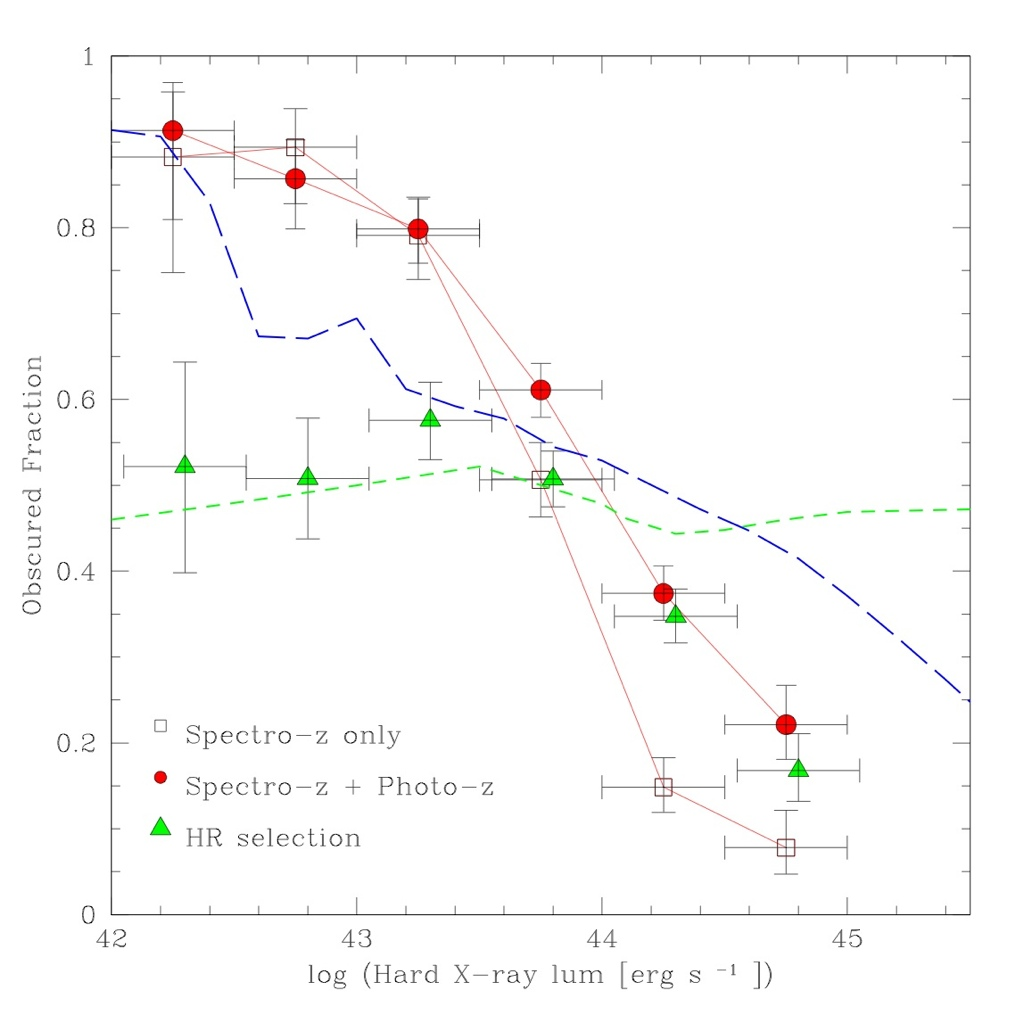 1
0.8
0.6
0.4
0.2
0
42
43
44
45
Obscured Fraction
Spectro-z only
Spectro-z + Photo-z
HR selection
log (Hard X-ray lum [erg s ⁻¹ ])